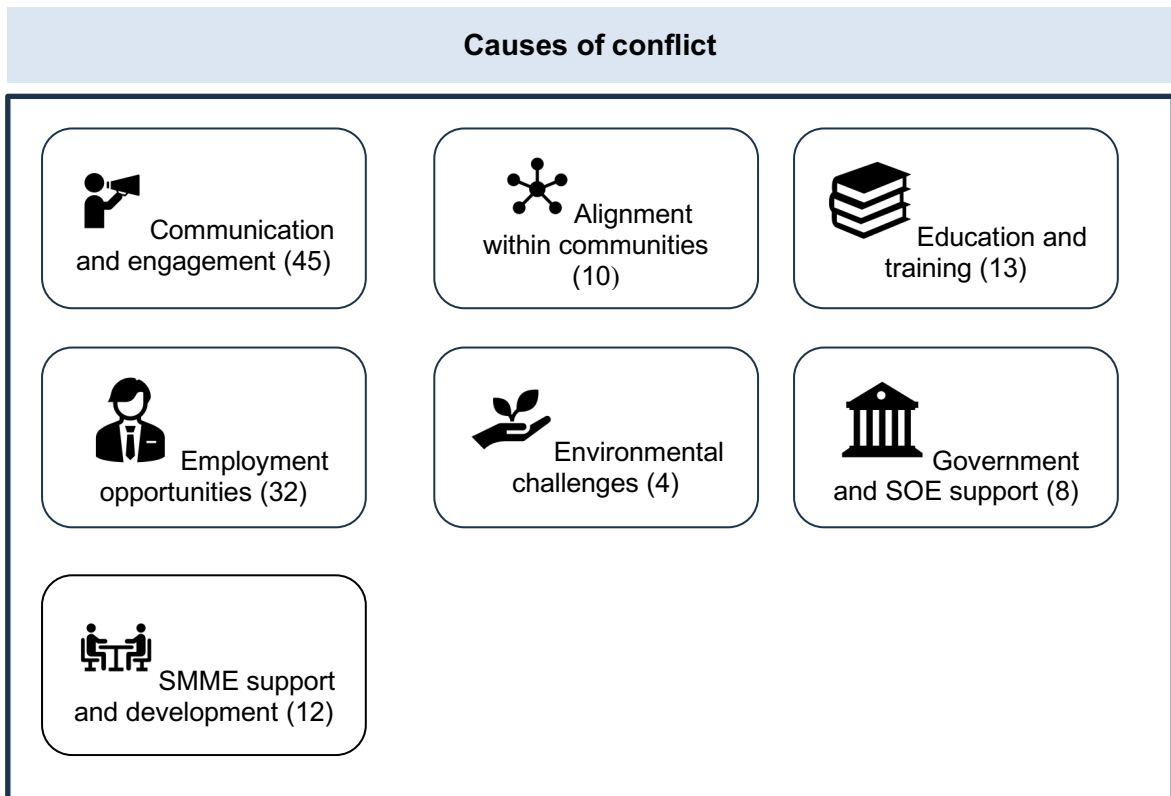 Causes of conflict
Communication
and engagement (45)
Alignment
within communities
(10)
Education and
training (13)
Employment
opportunities (32)
Environmental
challenges (4)
Government
and SOE support (8)
SMME support
and development (12)